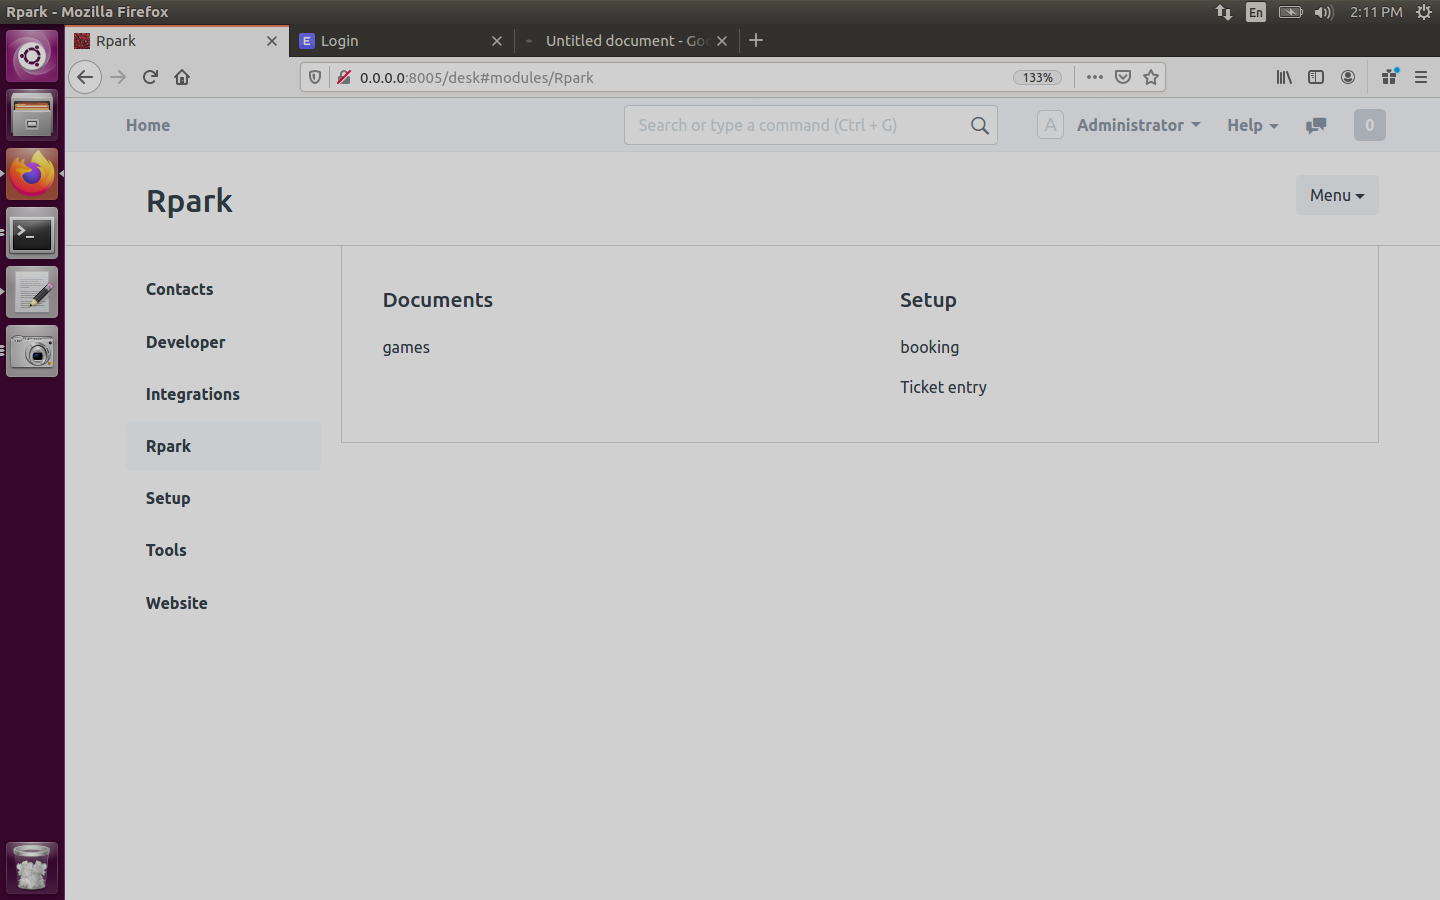 Rpark - Mozilla Firefox
En
2:11 PM
Rpark
E Login
Untitled document - Goo
0.0.0.0:8005/desk#modules/Rpark
133%
Home
Search or type a command (Ctrl + G)
A Administrator
Help
0
Rpark
Menu
Contacts
Developer
Integrations
Rpark
Setup
Tools
Website
Documents
games
Setup
booking
Ticket entry